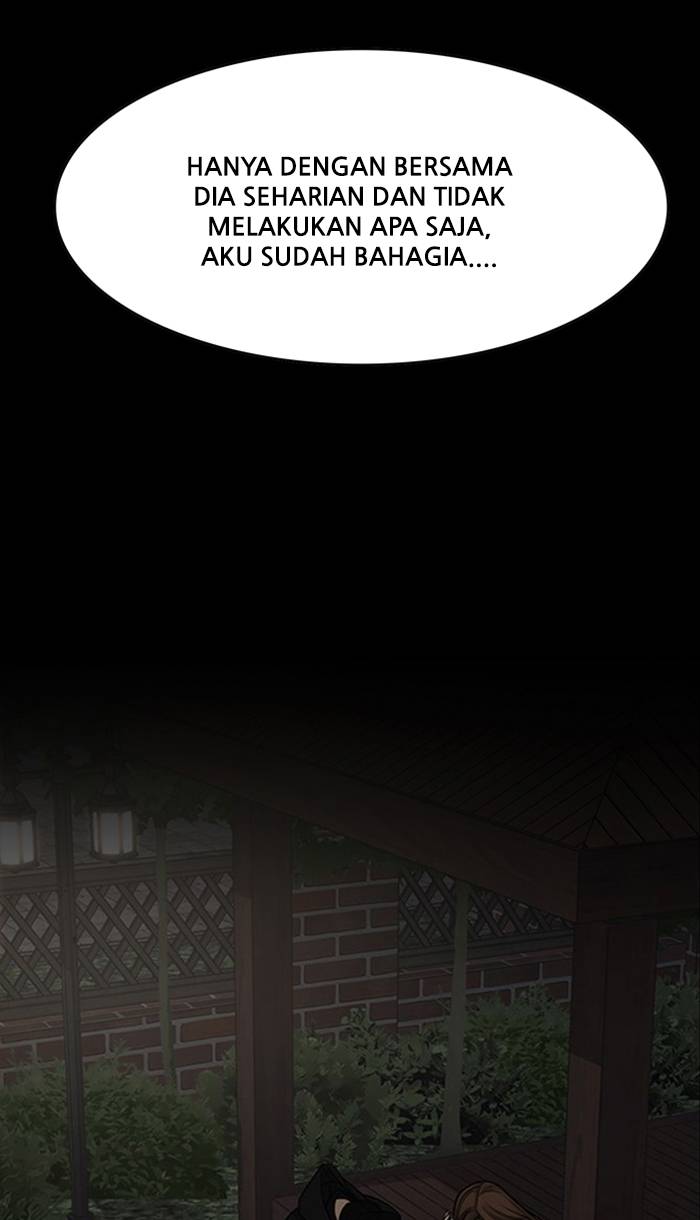 HANYA DENGAN BERSAMA
DIA SEHARIAN DAN TIDAK
MELAKUKAN APA SAJA,
AKU SUDAH BAHAGIA....